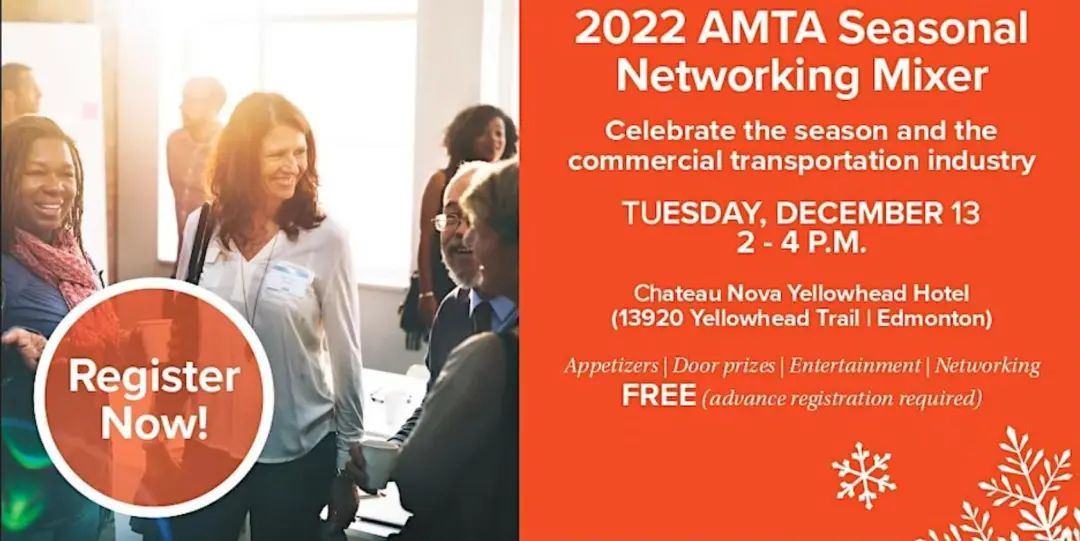 2022 AMTA Seasonal
Networking Mixer
Celebrate the season and the
commercial transportation industry
TUESDAY, DECEMBER 13
2 - 4 P.M.
Chateau Nova Yellowhead Hotel
(13920 Yellowhead Trail | Edmonton)
Appetizers | Door prizes | Entertainment | Networking
FREE (advance registration required)
Register
Now!